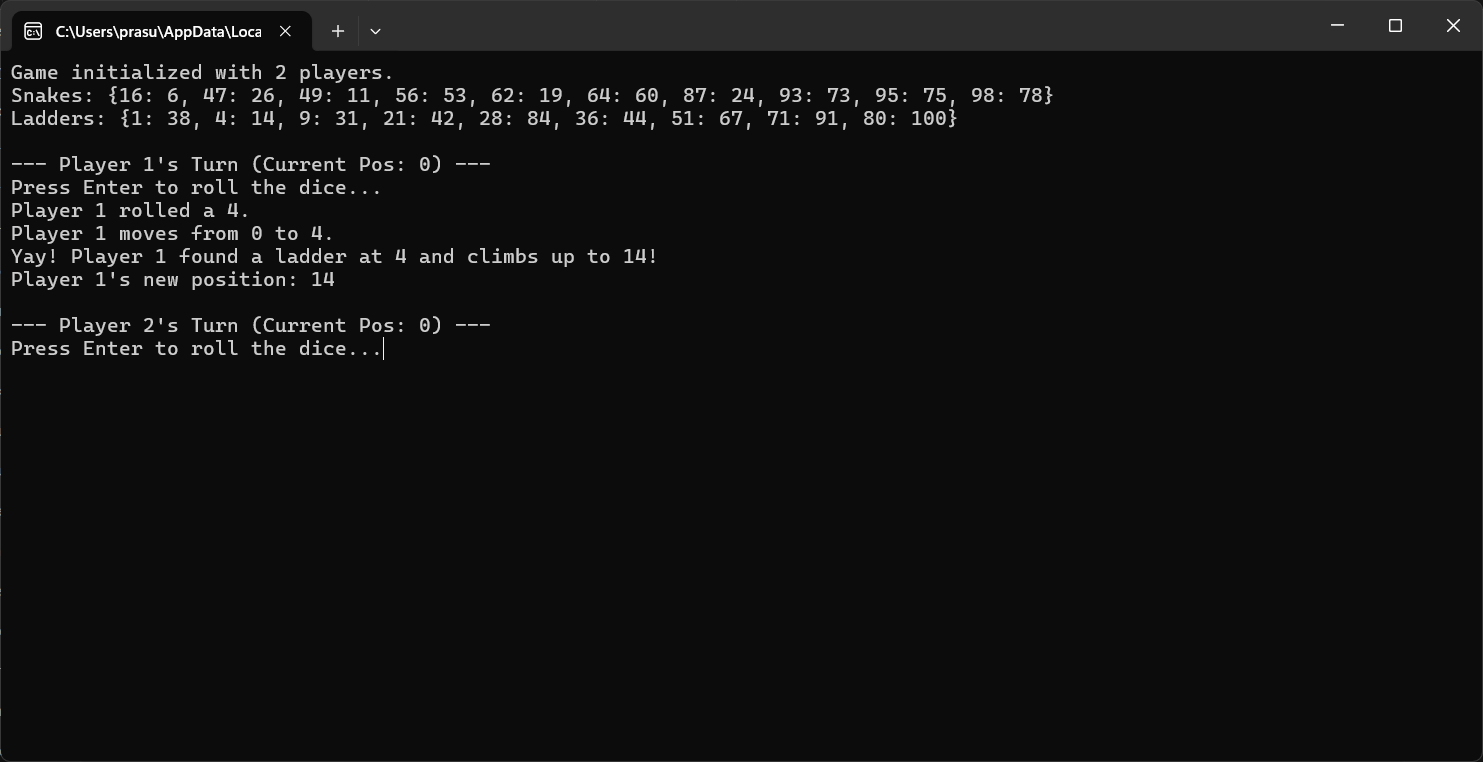 C:\Users\prasu\AppData\Loca
Game initialized with 2 players.
Snakes: {16: 6, 47: 26, 49: 11, 56: 53, 62: 19, 64: 60, 87: 24, 93: 73, 95: 75, 98: 78}
Ladders: {1: 38, 4: 14, 9: 31, 21: 42, 28: 84, 36: 44, 51: 67, 71: 91, 80: 100}
--- Player 1's Turn (Current Pos: 0) ---
Press Enter to roll the dice...
Player 1 rolled a 4.
Player 1 moves from 0 to 4.
Yay! Player 1 found a ladder at 4 and climbs up to 14!
Player 1's new position: 14
--- Player 2's Turn (Current Pos: 0) ---
Press Enter to roll the dice...